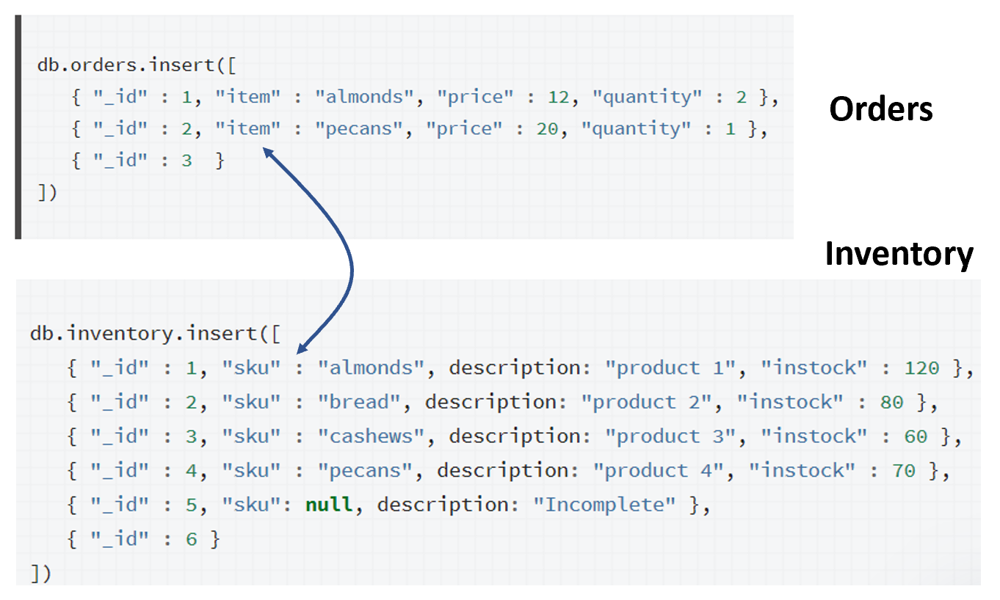 db.orders.insert([
   { "_id" : 1, "item" : "almonds", "price" : 12, "quantity" : 2 },
   { "_id" : 2, "item" : "pecans", "price" : 20, "quantity" : 1 },
   { "_id" : 3  }
])
Orders
Inventory
db.inventory.insert([
   { "_id" : 1, "sku" : "almonds", description: "product 1", "instock" : 120 },
   { "_id" : 2, "sku" : "bread", description: "product 2", "instock" : 80 },
   { "_id" : 3, "sku" : "cashews", description: "product 3", "instock" : 60 },
   { "_id" : 4, "sku" : "pecans", description: "product 4", "instock" : 70 },
   { "_id" : 5, "sku": null, description: "Incomplete" },
   { "_id" : 6 }
])